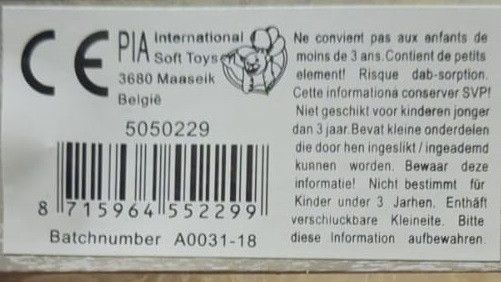 CE
PIA International
Soft Toys
3680 Maaseik
België
5050229
8 715964 552299
Batchnumber A0031-18
Ne convient pas aux enfants de
moins de 3 ans.Contient de petits
element! Risque dab-sorption.
Cette informationa conserver SVP!
Niet geschikt voor kinderen jonger
dan 3 jaar.Bevat kleine onderdelen
die door hen ingeslikt / ingeademd
kunnen worden. Bewaar deze
informatie! Nicht bestimmt für
Kinder under 3 Jarhen. Enthäft
verschluckbare Kleineite. Bitte
diese Information aufbewahren.